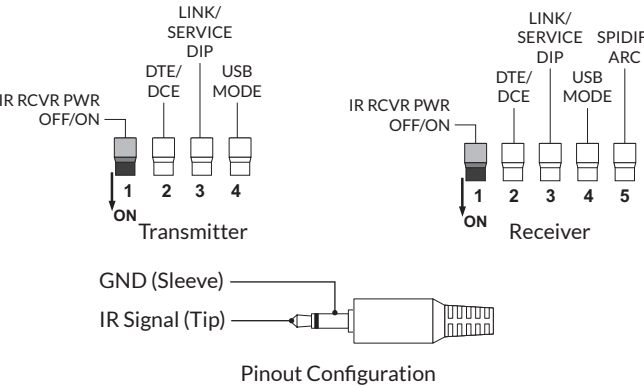 LINK/
SERVICE
DIP
DTE/
DCE
USB
MODE
IR RCVR PWR
OFF/ON
1 2 3 4
ON
Transmitter
LINK/
SERVICE
DIP
SPIDIF
ARC
DTE/
DCE
USB
MODE
IR RCVR PWR
OFF/ON
1 2 3 4 5
ON
Receiver
GND (Sleeve)
IR Signal (Tip)
Pinout Configuration